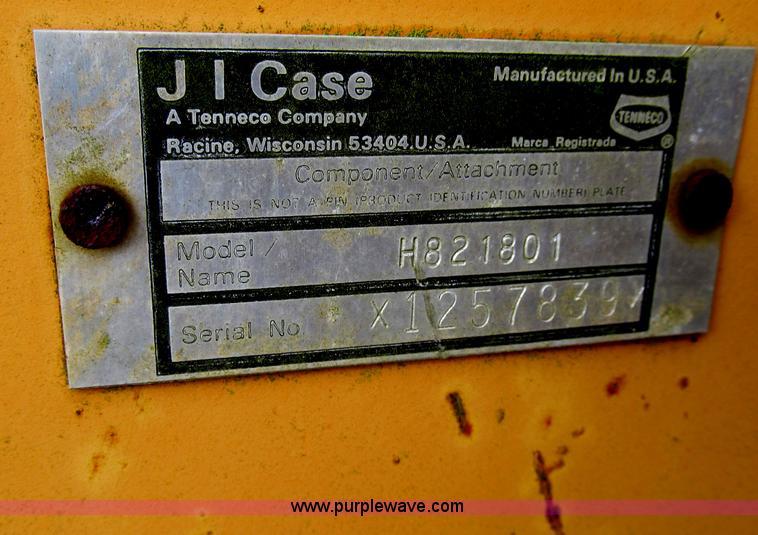 J I Case
Manufactured In U.S.A.
A Tenneco Company
TENNECO
Racine, Wisconsin 53404.U.S.A.
Marca Registrada ®
Component/Attachment
THIS IS NOT A PIN (PRODUCT IDENTIFICATION NUMBER) PLATE
Model/ Name H821801
Serial No. X1257839X
www.purplewave.com